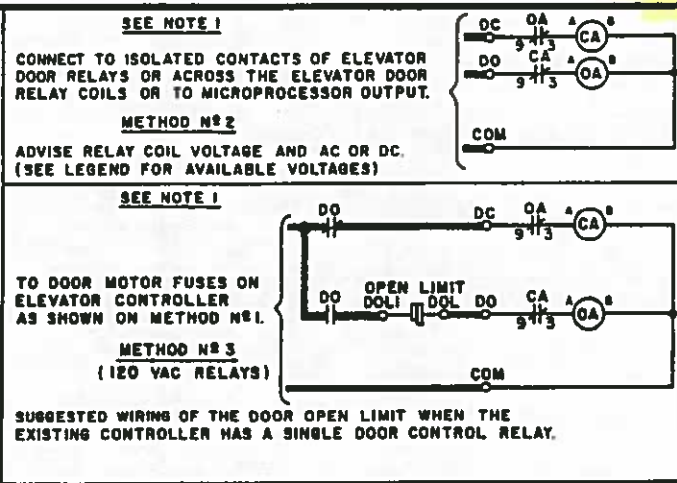 SEE NOTE 1
CONNECT TO ISOLATED CONTACTS OF ELEVATOR
DOOR RELAYS OR ACROSS THE ELEVATOR DOOR
RELAY COILS OR TO MICROPROCESSOR OUTPUT.
METHOD Nº 2
ADVISE RELAY COIL VOLTAGE AND AC OR DC.
(SEE LEGEND FOR AVAILABLE VOLTAGES)
DC OA A B
9 3 CA
DO CA A B
9 3 OA
COM
SEE NOTE 1
DO DC OA A B
9 3 CA
TO DOOR MOTOR FUSES ON
ELEVATOR CONTROLLER
AS SHOWN ON METHOD Nº 1.
OPEN LIMIT
DO DOL1 DOL DO CA A B
9 3 OA
METHOD Nº 3
(120 VAC RELAYS)
COM
SUGGESTED WIRING OF THE DOOR OPEN LIMIT WHEN THE
EXISTING CONTROLLER HAS A SINGLE DOOR CONTROL RELAY.